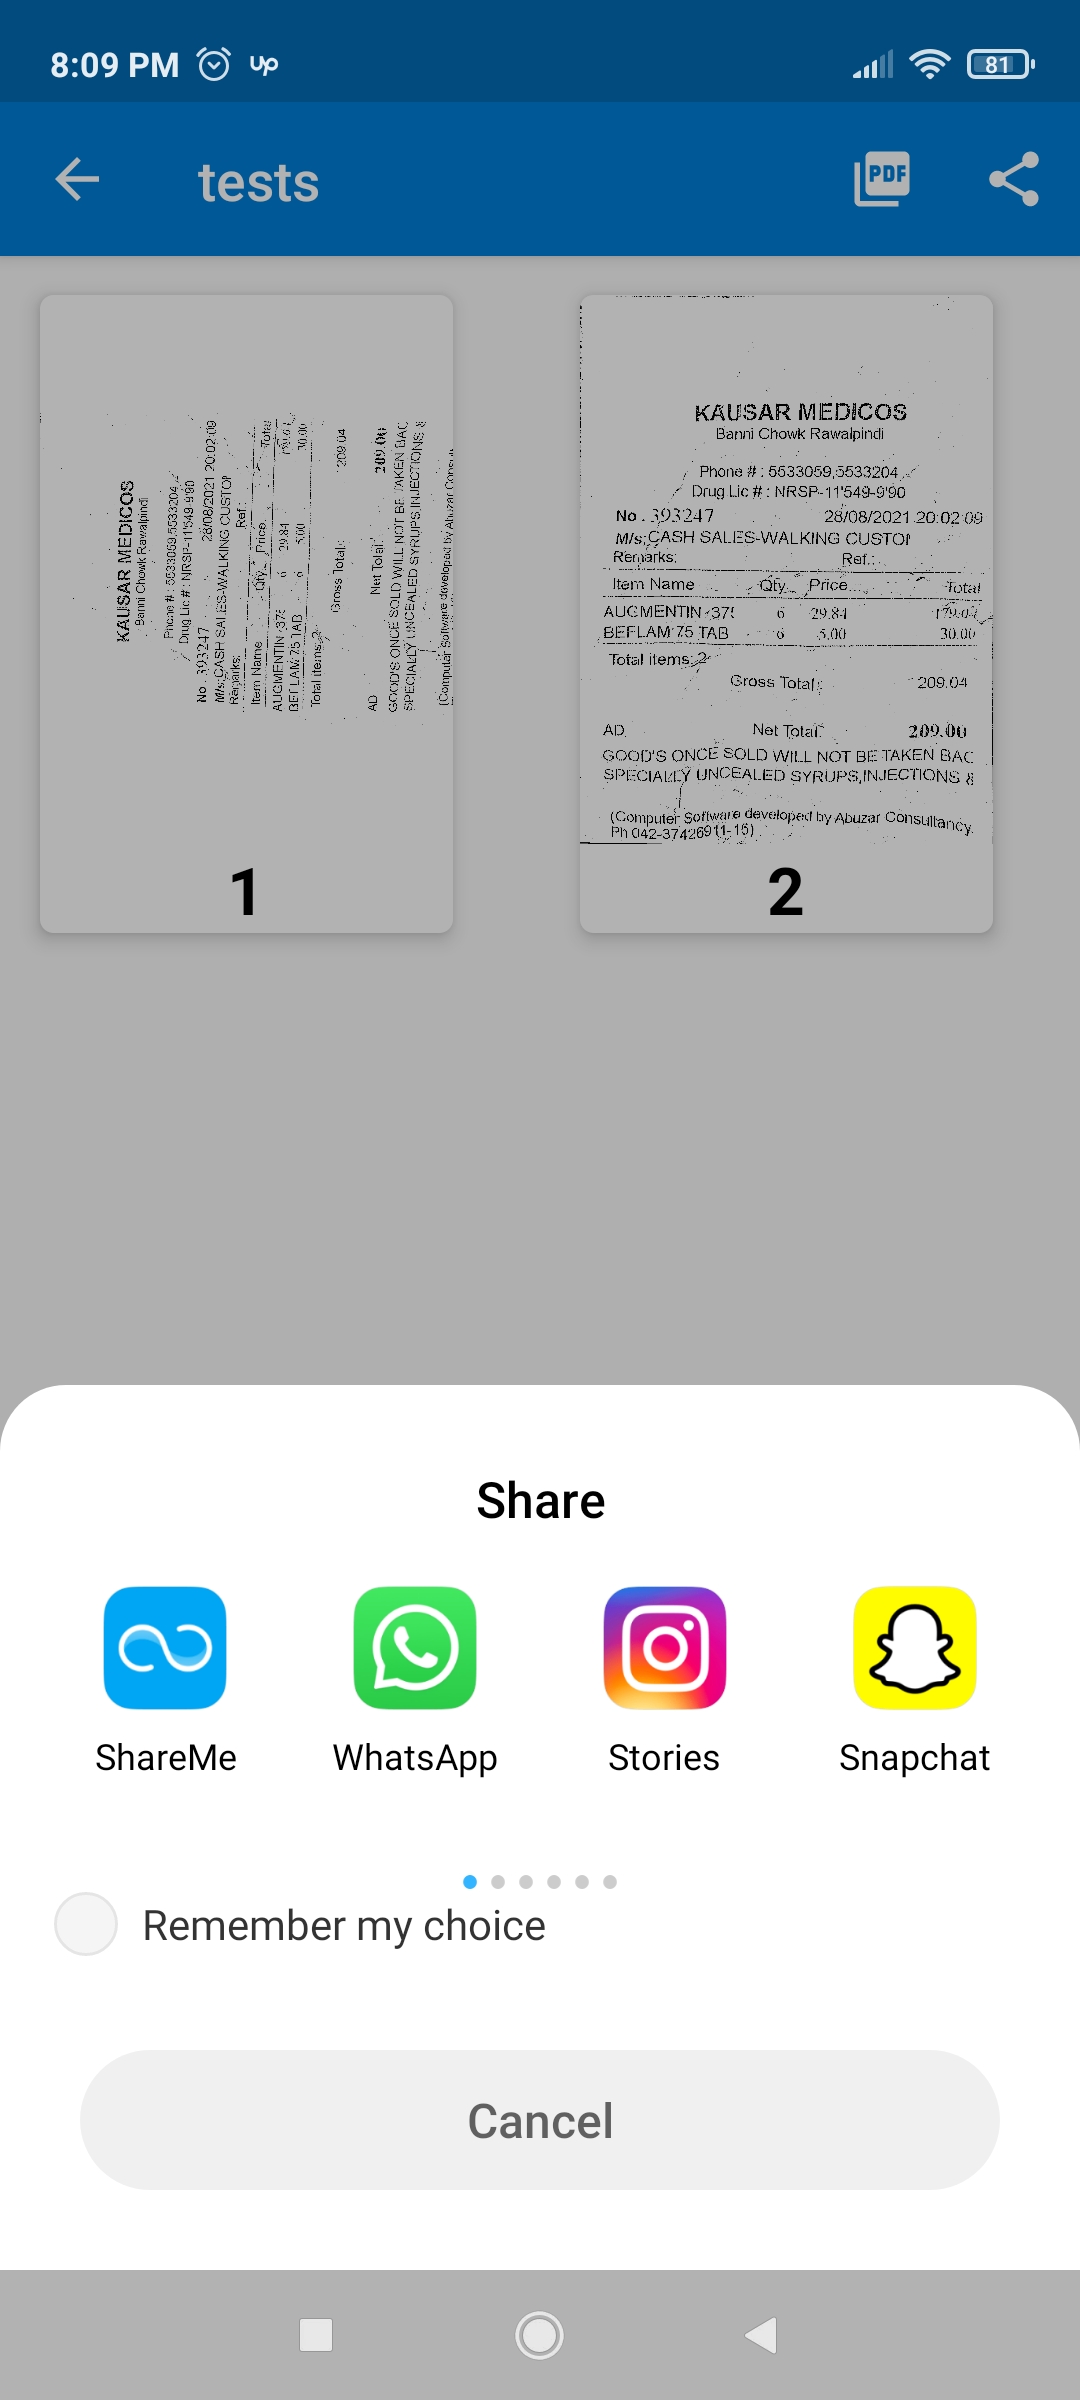 8:09 PM
up
81
tests
PDF
KAUSAR MEDICOS
Banni Chowk Rawalpindi
Phone # : 5533059,5533204
Drug Lic # : NRSP-11'549-9'90
No. 393247 28/08/2021 20:02:09
M/s:CASH SALES-WALKING CUSTOM
Remarks: Ref.:
Item Name Qty Price Total
AUGMENTIN 375 6 29.84 179.04
BEFLAM 75 TAB 6 5.00 30.00
Total items: 2
Gross Total: 209.04
AD
Net Total: 209.00
GOOD'S ONCE SOLD WILL NOT BE TAKEN BAC
SPECIALLY UNCEALED SYRUPS,INJECTIONS &
(Computer Software developed by Abuzar Consultancy
1
KAUSAR MEDICOS
Banni Chowk Rawalpindi
Phone # : 5533059,5533204
Drug Lic # : NRSP-11'549-9'90
No . 393247 28/08/2021 20:02:09
M/s:CASH SALES-WALKING CUSTOM
Remarks: Ref.:
Item Name Qty Price Total
AUGMENTIN 375 6 29.84 179.04
BEFLAM 75 TAB 6 5.00 30.00
Total items: 2
Gross Total: 209.04
AD Net Total: 209.00
GOOD'S ONCE SOLD WILL NOT BE TAKEN BAC
SPECIALLY UNCEALED SYRUPS,INJECTIONS &
(Computer Software developed by Abuzar Consultancy
Ph 042-37426911-15)
2
Share
ShareMe
WhatsApp
Stories
Snapchat
Remember my choice
Cancel